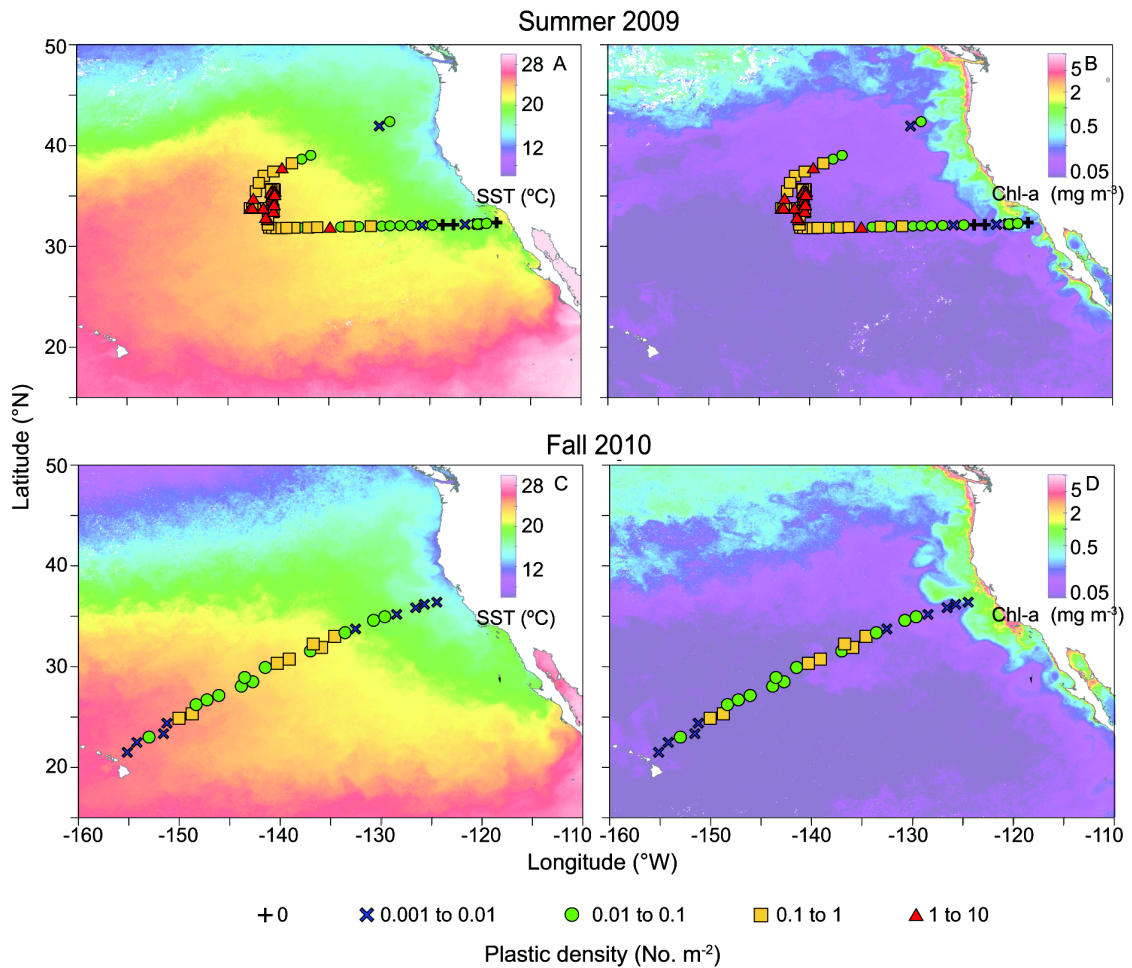 Summer 2009
50
40
30
20
28 A
20
12
SST (ºC)
5 B
2
0.5
0.05
Chl-a (mg m⁻³)
Latitude (°N)
Fall 2010
50
40
30
20
28 C
20
12
SST (ºC)
5 D
2
0.5
0.05
Chl-a (mg m⁻³)
-160 -150 -140 -130 -120 -110 -160 -150 -140 -130 -120 -110
Longitude (°W)
0 0.001 to 0.01 0.01 to 0.1 0.1 to 1 1 to 10
Plastic density (No. m⁻²)